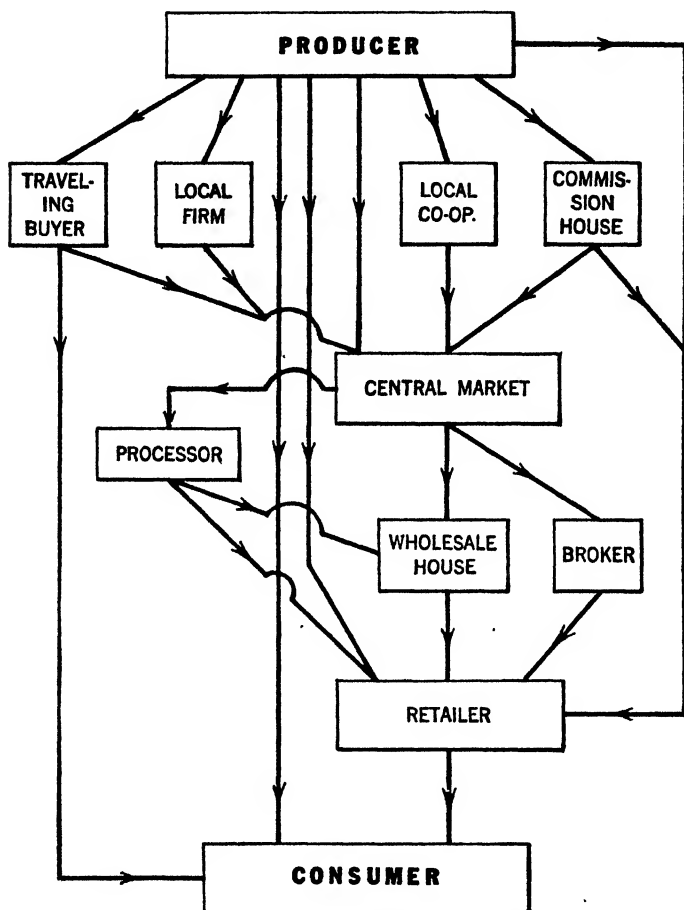 PRODUCER
TRAVEL-
ING
BUYER
LOCAL
FIRM
LOCAL
CO-OP.
COMMIS-
SION
HOUSE
CENTRAL MARKET
PROCESSOR
WHOLESALE
HOUSE
BROKER
RETAILER
CONSUMER